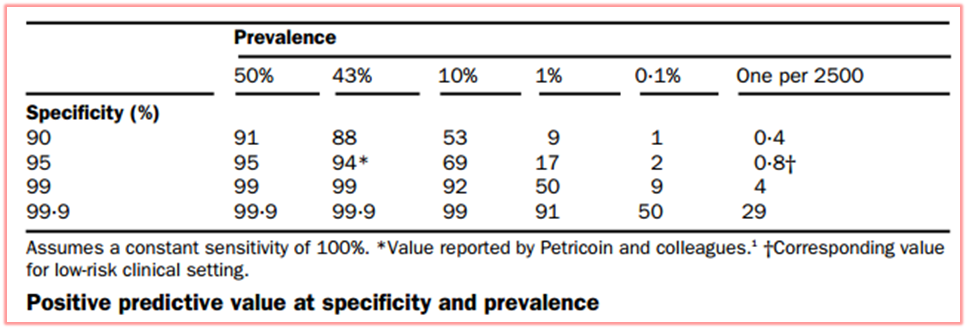 Prevalence
50% 43% 10% 1% 0·1% One per 2500
Specificity (%)
90 91 88 53 9 1 0·4
95 95 94* 69 17 2 0·8†
99 99 99 92 50 9 4
99·9 99·9 99·9 99 91 50 29
Assumes a constant sensitivity of 100%. *Value reported by Petricoin and colleagues.¹ †Corresponding value
for low-risk clinical setting.
Positive predictive value at specificity and prevalence